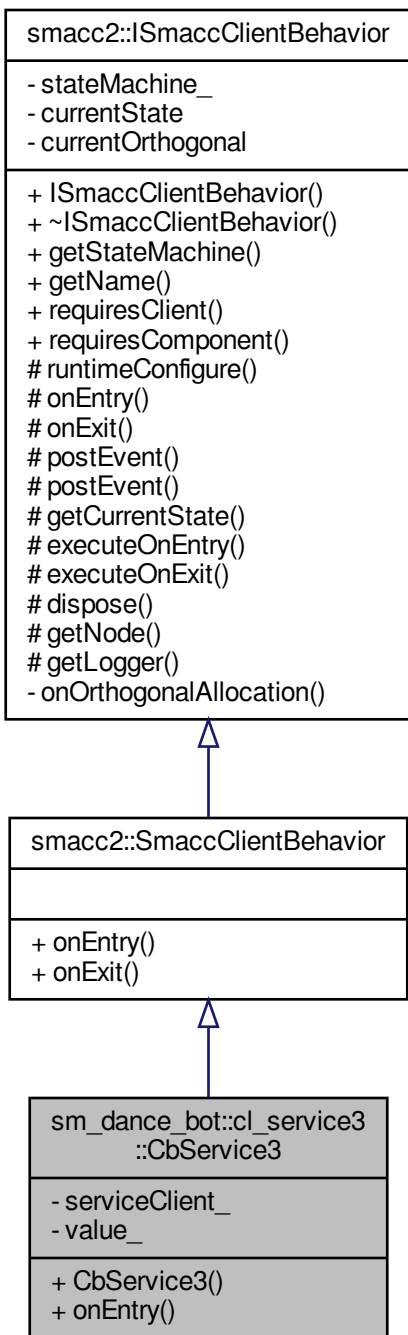 smacc2::ISmaccClientBehavior
- stateMachine_
- currentState
- currentOrthogonal
+ ISmaccClientBehavior()
+ ~ISmaccClientBehavior()
+ getStateMachine()
+ getName()
+ requiresClient()
+ requiresComponent()
# runtimeConfigure()
# onEntry()
# onExit()
# postEvent()
# postEvent()
# getCurrentState()
# executeOnEntry()
# executeOnExit()
# dispose()
# getNode()
# getLogger()
- onOrthogonalAllocation()
smacc2::SmaccClientBehavior
+ onEntry()
+ onExit()
sm_dance_bot::cl_service3
::CbService3
- serviceClient_
- value_
+ CbService3()
+ onEntry()